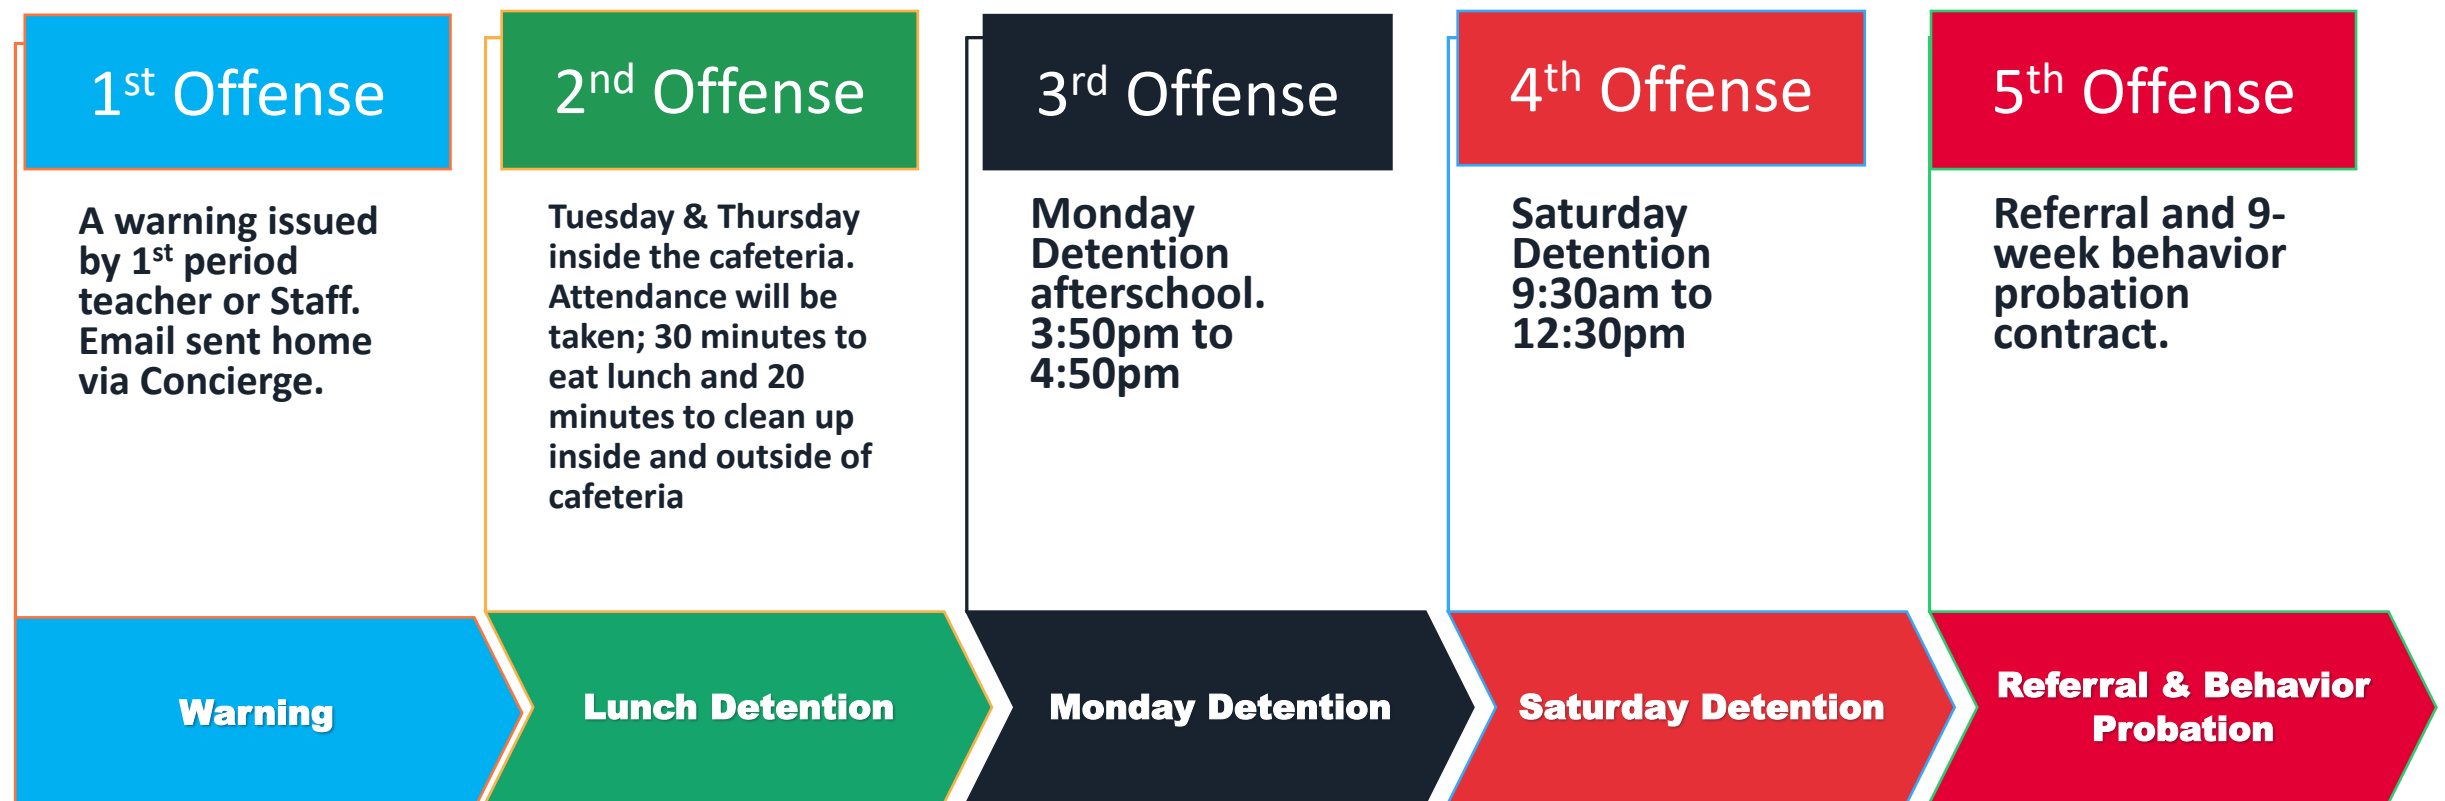 1st Offense
A warning issued
by 1st period
teacher or Staff.
Email sent home
via Concierge.
Warning
2nd Offense
Tuesday & Thursday
inside the cafeteria.
Attendance will be
taken; 30 minutes to
eat lunch and 20
minutes to clean up
inside and outside of
cafeteria
Lunch Detention
3rd Offense
Monday
Detention
afterschool.
3:50pm to
4:50pm
Monday Detention
4th Offense
Saturday
Detention
9:30am to
12:30pm
Saturday Detention
5th Offense
Referral and 9-
week behavior
probation
contract.
Referral & Behavior
Probation